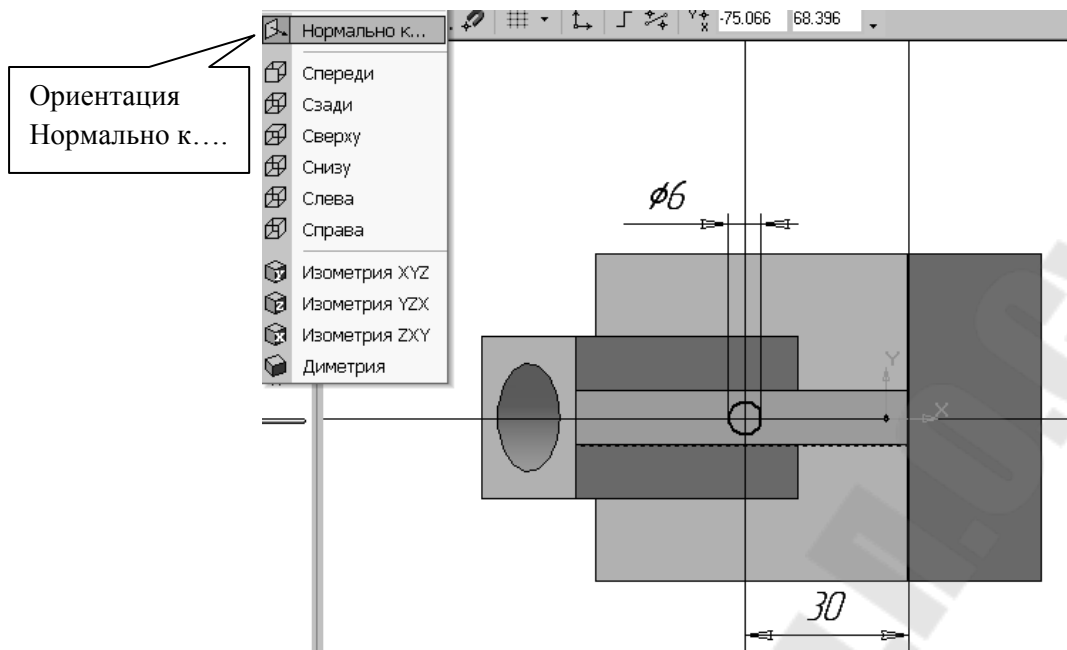 Нормально к...
-75.066 68.396
Ориентация
Нормально к….
Спереди
Сзади
Сверху
Снизу
Слева
Справа
Изометрия XYZ
Изометрия YZX
Изометрия ZXY
Диметрия
⌀6
Y
X
30